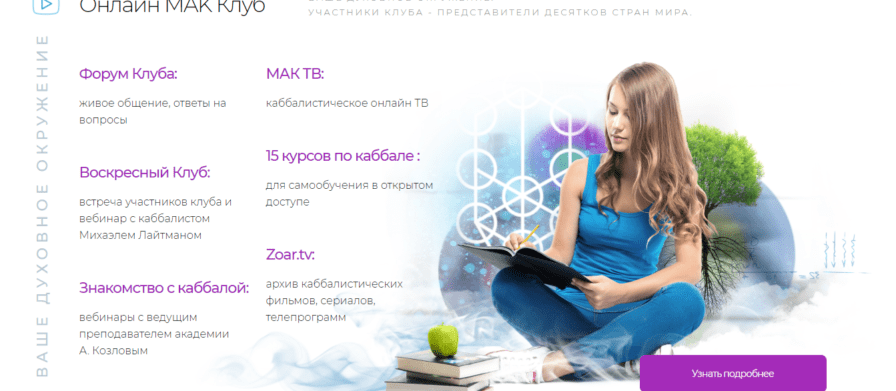 Онлайн МАК Клуб
УЧАСТНИКИ КЛУБА - ПРЕДСТАВИТЕЛИ ДЕСЯТКОВ СТРАН МИРА.
ВАШЕ ДУХОВНОЕ ОКРУЖЕНИЕ
Форум Клуба:
живое общение, ответы на
вопросы
Воскресный Клуб:
встреча участников клуба и
вебинар с каббалистом
Михаэлем Лайтманом
Знакомство с каббалой:
вебинары с ведущим
преподавателем академии
А. Козловым
МАК ТВ:
каббалистическое онлайн ТВ
15 курсов по каббале :
для самообучения в открытом
доступе
Zoar.tv:
архив каббалистических
фильмов, сериалов,
телепрограмм
Узнать подробнее